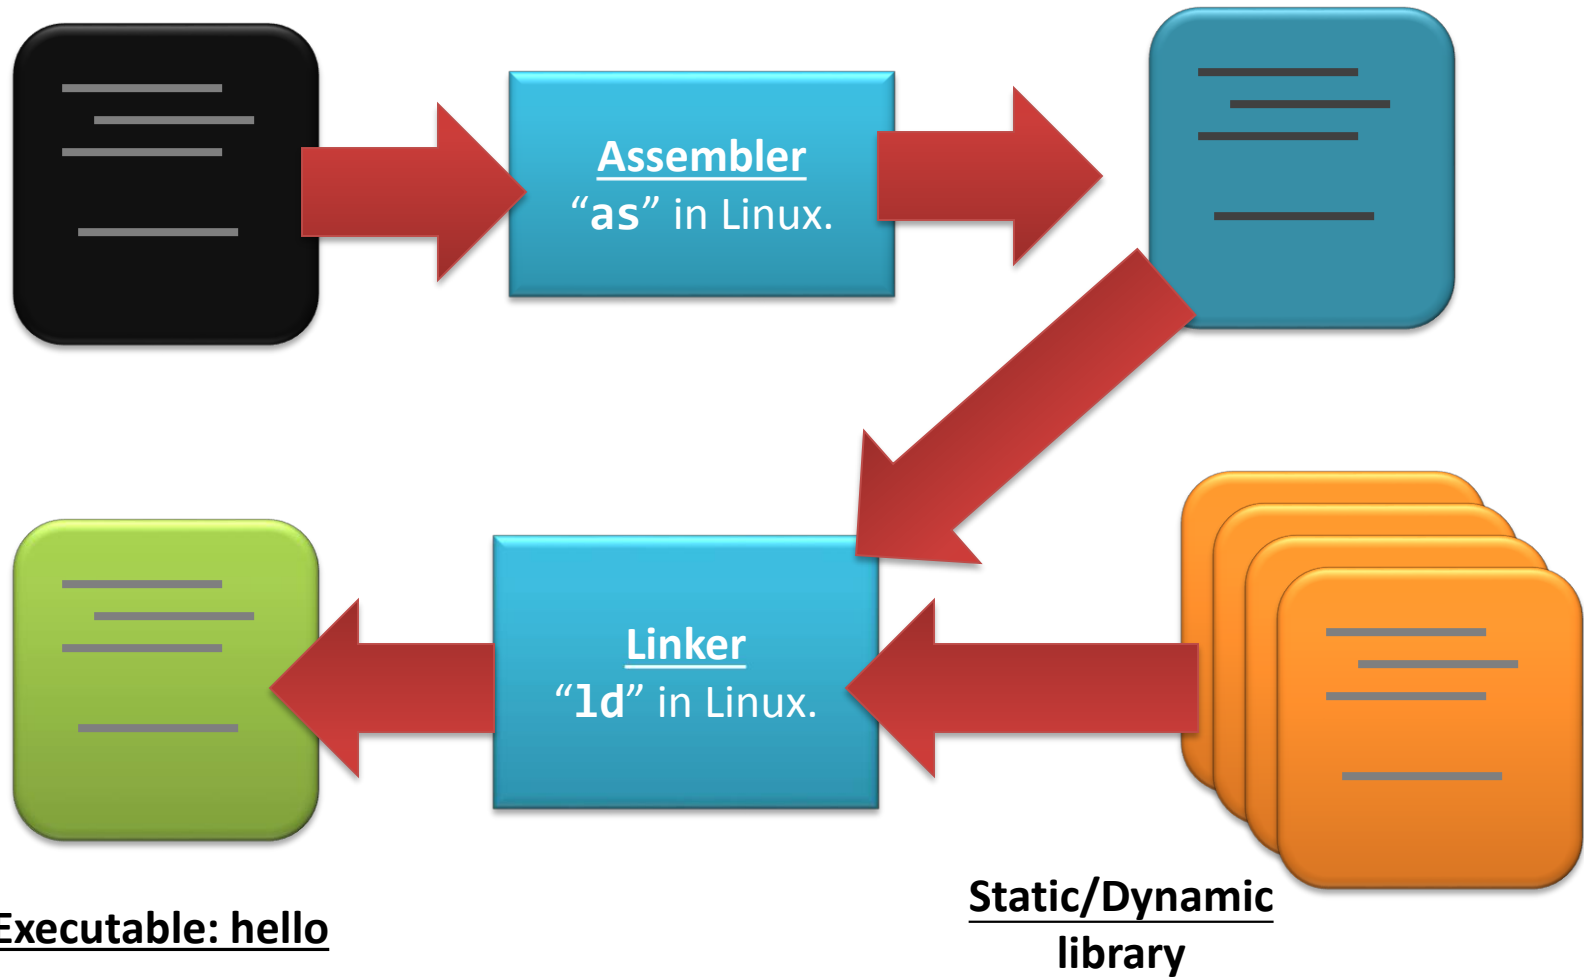 Assembler
“as” in Linux.
Linker
“ld” in Linux.
Static/Dynamic
library
Executable: hello